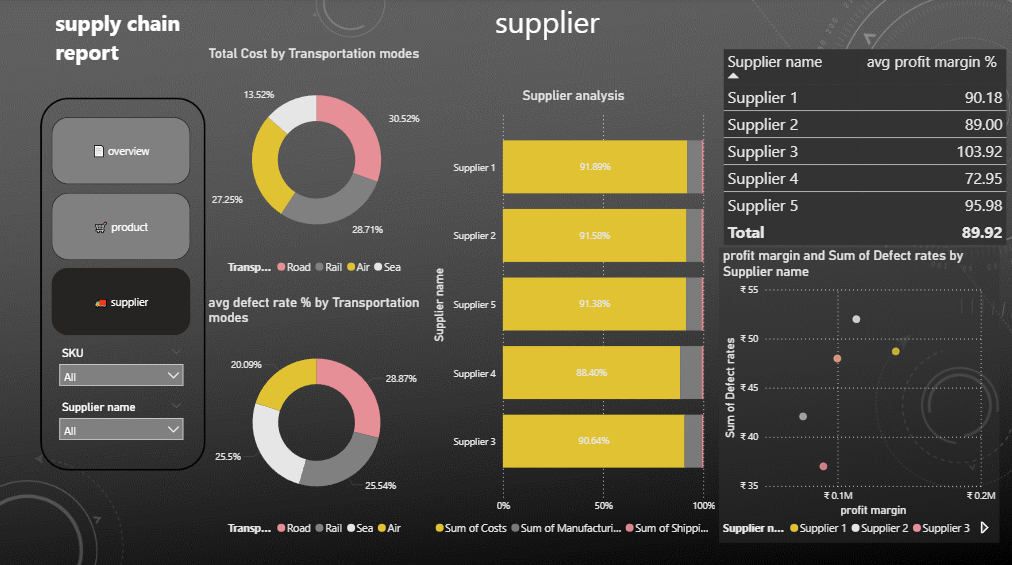 supply chain
report
overview
product
supplier
SKU
All
Supplier name
All
Total Cost by Transportation modes
13.52%
30.52%
27.25%
28.71%
Transp... Road Rail Air Sea
avg defect rate % by Transportation
modes
20.09%
28.87%
25.5%
25.54%
Transp... Road Rail Sea Air
supplier
Supplier analysis
Supplier name
Supplier 1 91.89%
Supplier 2 91.58%
Supplier 5 91.38%
Supplier 4 88.40%
Supplier 3 90.64%
0% 50% 100%
Sum of Costs Sum of Manufacturi... Sum of Shippi...
Supplier name avg profit margin %
Supplier 1 90.18
Supplier 2 89.00
Supplier 3 103.92
Supplier 4 72.95
Supplier 5 95.98
Total 89.92
profit margin and Sum of Defect rates by
Supplier name
Sum of Defect rates
₹ 55
₹ 50
₹ 45
₹ 40
₹ 35
₹ 0.1M ₹ 0.2M
profit margin
Supplier n... Supplier 1 Supplier 2 Supplier 3